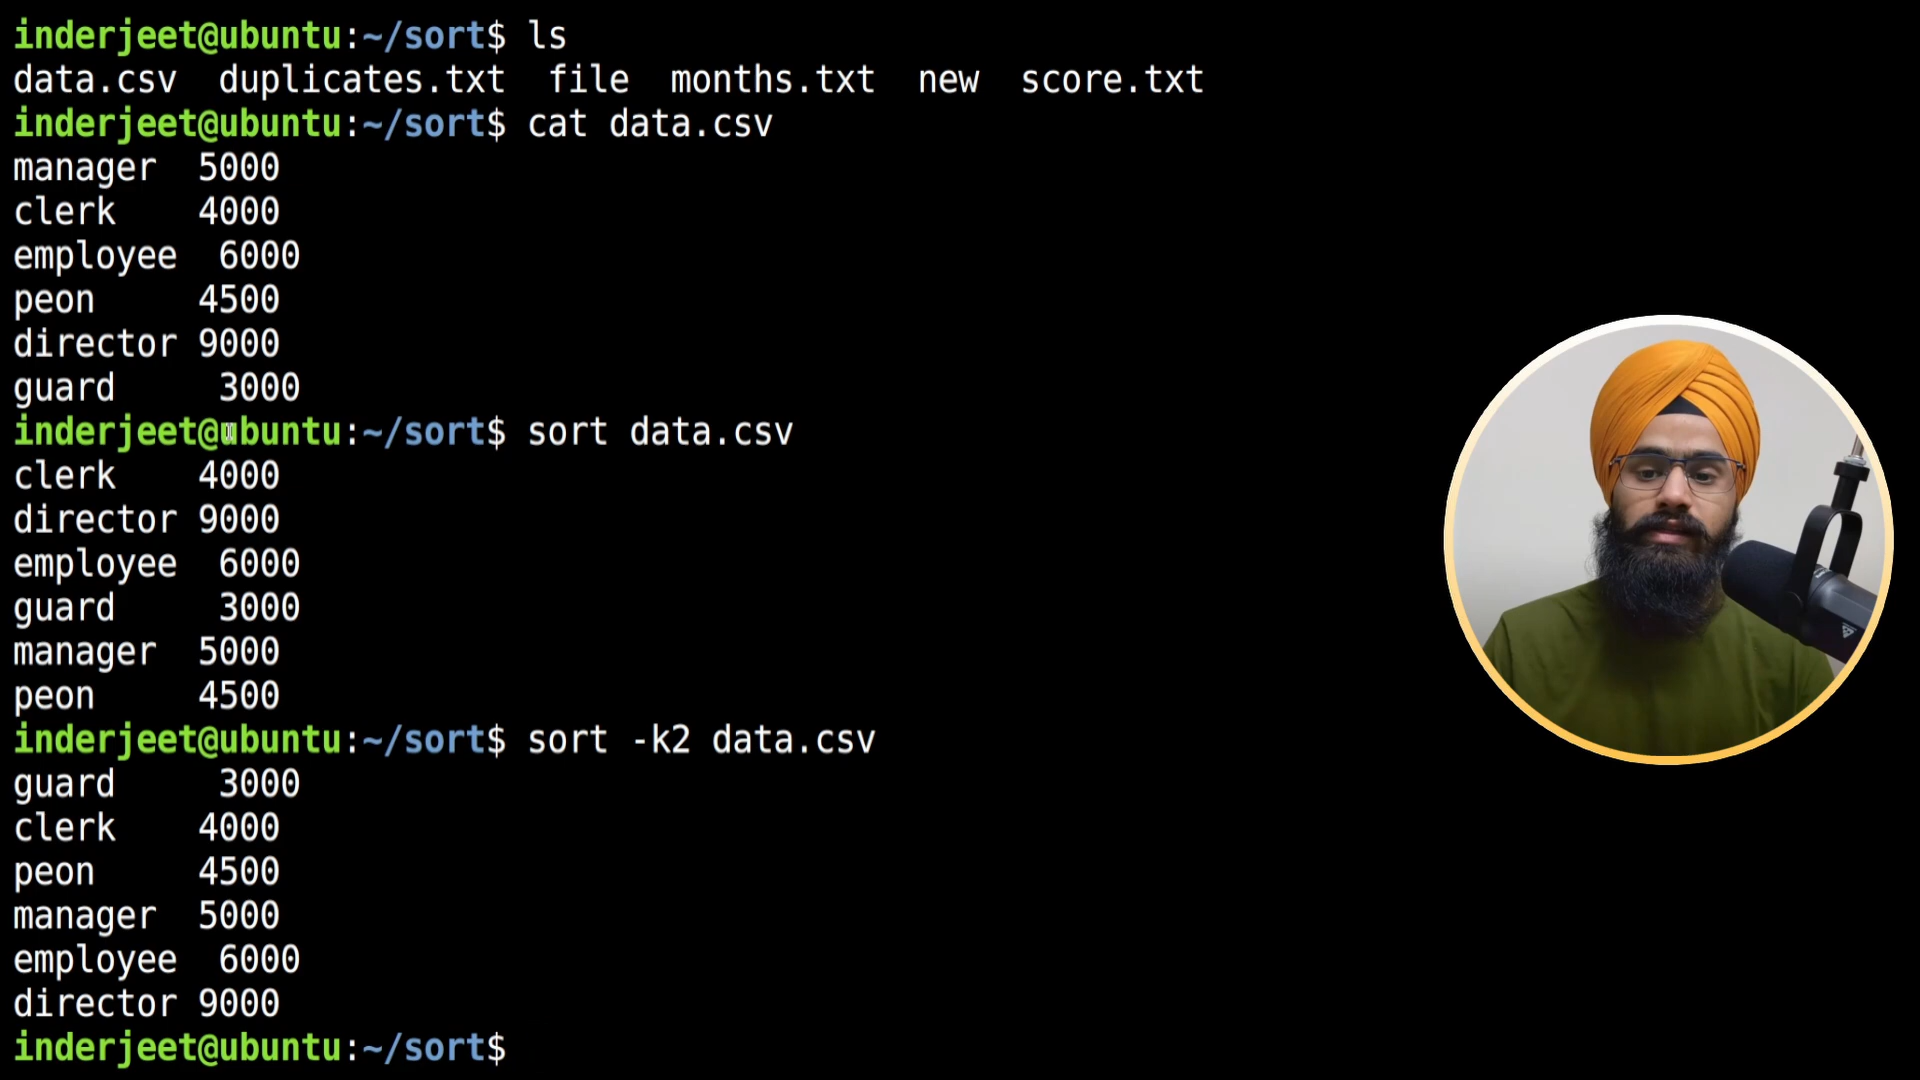 inderjeet@ubuntu:~/sort$ ls
data.csv  duplicates.txt  file  months.txt  new  score.txt
inderjeet@ubuntu:~/sort$ cat data.csv
manager  5000
clerk    4000
employee  6000
peon     4500
director 9000
guard     3000
inderjeet@ubuntu:~/sort$ sort data.csv
clerk    4000
director 9000
employee  6000
guard     3000
manager  5000
peon     4500
inderjeet@ubuntu:~/sort$ sort -k2 data.csv
guard     3000
clerk    4000
peon     4500
manager  5000
employee  6000
director 9000
inderjeet@ubuntu:~/sort$